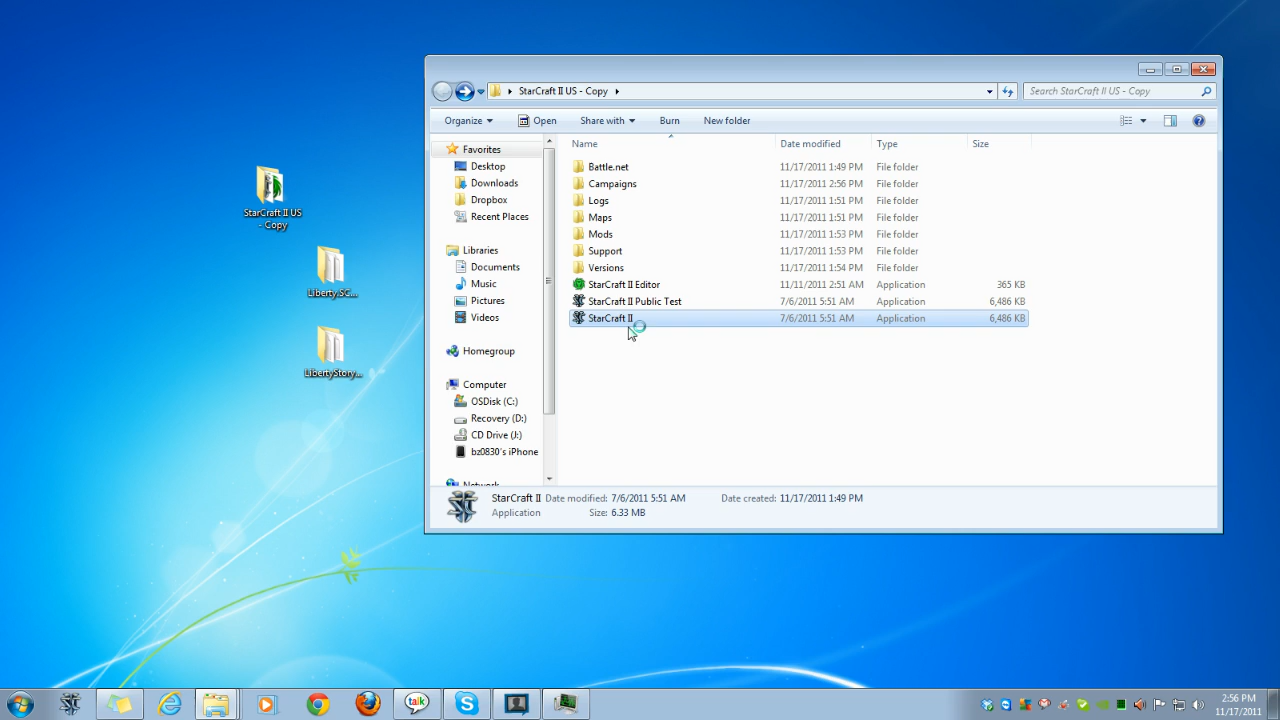 StarCraft II US - Copy
Search StarCraft II US - Copy
Organize Open Share with Burn New folder
Name Date modified Type Size
Favorites
Desktop
Downloads
Dropbox
Recent Places
Libraries
Documents
Music
Pictures
Videos
Homegroup
Computer
OSDisk (C:)
Recovery (D:)
CD Drive (J:)
bz0830's iPhone
Network
Battle.net 11/17/2011 1:49 PM File folder
Campaigns 11/17/2011 2:56 PM File folder
Logs 11/17/2011 1:51 PM File folder
Maps 11/17/2011 1:51 PM File folder
Mods 11/17/2011 1:53 PM File folder
Support 11/17/2011 1:53 PM File folder
Versions 11/17/2011 1:54 PM File folder
StarCraft II Editor 11/11/2011 2:51 AM Application 365 KB
StarCraft II Public Test 7/6/2011 5:51 AM Application 6,486 KB
StarCraft II 7/6/2011 5:51 AM Application 6,486 KB
StarCraft II Date modified: 7/6/2011 5:51 AM Date created: 11/17/2011 1:49 PM
Application Size: 6.33 MB
StarCraft II US
- Copy
Liberty.SC...
LibertyStory...
talk
2:56 PM
11/17/2011